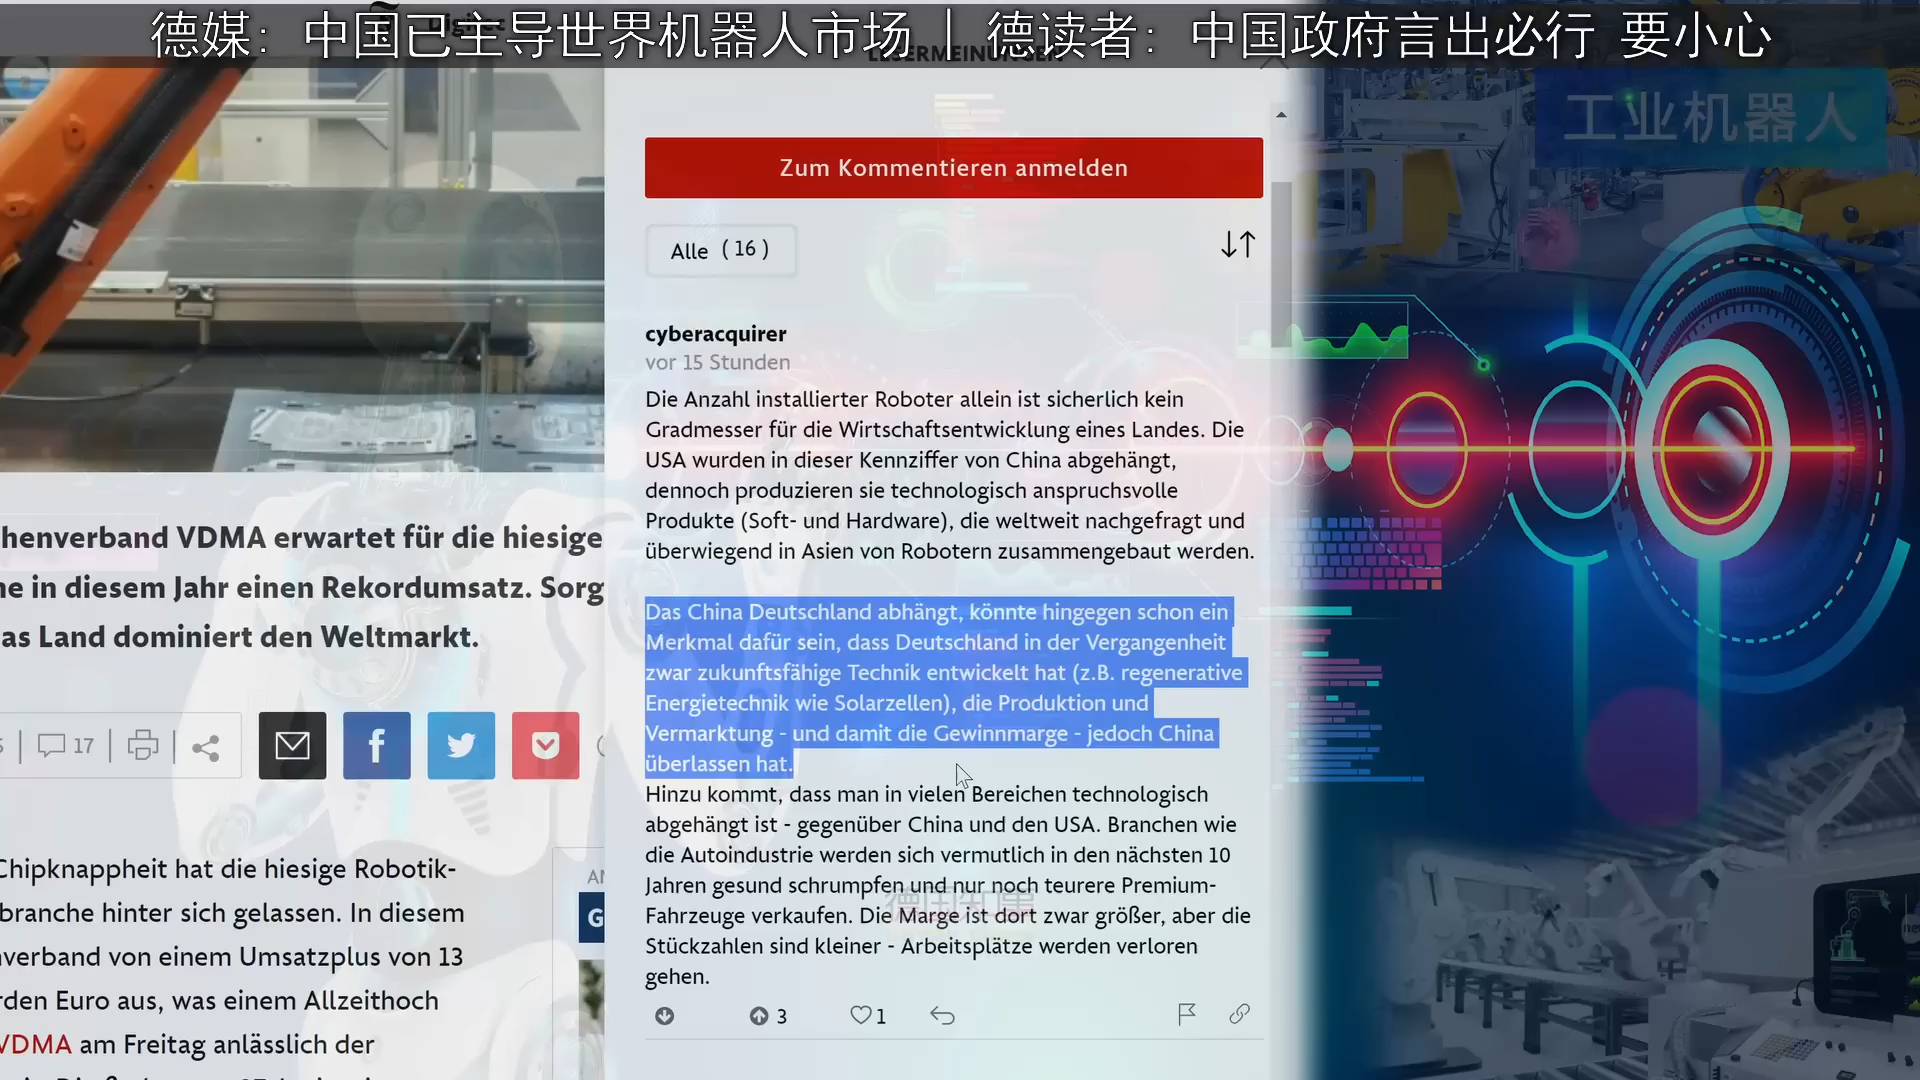 德媒：中国已主导世界机器人市场 | 德读者：中国政府言出必行 要小心
LESERMEINUNGEN
工业机器人
Zum Kommentieren anmelden
Alle (16)
cyberacquirer
vor 15 Stunden
Die Anzahl installierter Roboter allein ist sicherlich kein
Gradmesser für die Wirtschaftsentwicklung eines Landes. Die
USA wurden in dieser Kennziffer von China abgehängt,
dennoch produzieren sie technologisch anspruchsvolle
Produkte (Soft- und Hardware), die weltweit nachgefragt und
überwiegend in Asien von Robotern zusammengebaut werden.
Das China Deutschland abhängt, könnte hingegen schon ein
Merkmal dafür sein, dass Deutschland in der Vergangenheit
zwar zukunftsfähige Technik entwickelt hat (z.B. regenerative
Energietechnik wie Solarzellen), die Produktion und
Vermarktung - und damit die Gewinnmarge - jedoch China
überlassen hat.
Hinzu kommt, dass man in vielen Bereichen technologisch
abgehängt ist - gegenüber China und den USA. Branchen wie
die Autoindustrie werden sich vermutlich in den nächsten 10
Jahren gesund schrumpfen und nur noch teurere Premium-
Fahrzeuge verkaufen. Die Marge ist dort zwar größer, aber die
Stückzahlen sind kleiner - Arbeitsplätze werden verloren
gehen.
3
1
henverband VDMA erwartet für die hiesige
ne in diesem Jahr einen Rekordumsatz. Sorg
as Land dominiert den Weltmarkt.
17
Chipknappheit hat die hiesige Robotik-
branche hinter sich gelassen. In diesem
verband von einem Umsatzplus von 13
rden Euro aus, was einem Allzeithoch
VDMA am Freitag anlässlich der
AN
G